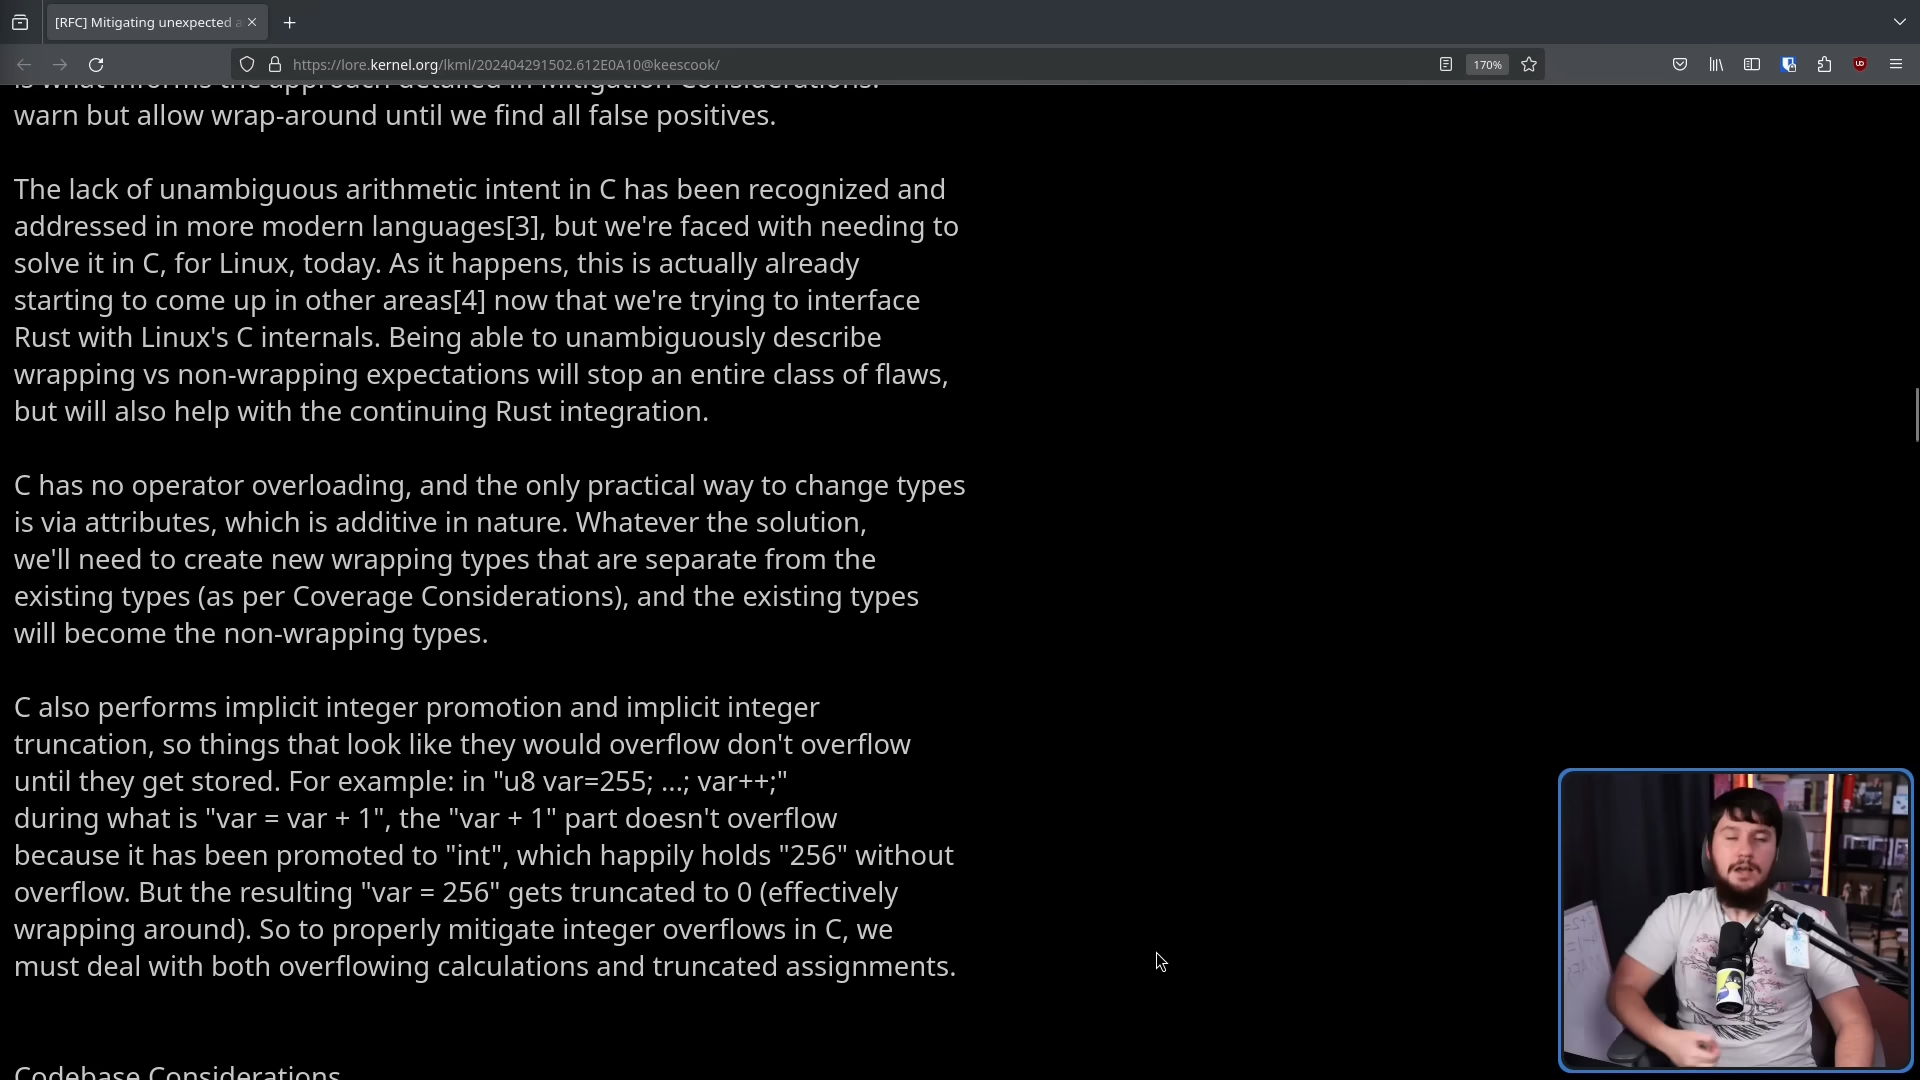 [RFC] Mitigating unexpected a
https://lore.kernel.org/lkml/202404291502.612E0A10@keescook/
170%
is what informs the approach detailed in Mitigation Considerations:
warn but allow wrap-around until we find all false positives.
The lack of unambiguous arithmetic intent in C has been recognized and
addressed in more modern languages[3], but we're faced with needing to
solve it in C, for Linux, today. As it happens, this is actually already
starting to come up in other areas[4] now that we're trying to interface
Rust with Linux's C internals. Being able to unambiguously describe
wrapping vs non-wrapping expectations will stop an entire class of flaws,
but will also help with the continuing Rust integration.
C has no operator overloading, and the only practical way to change types
is via attributes, which is additive in nature. Whatever the solution,
we'll need to create new wrapping types that are separate from the
existing types (as per Coverage Considerations), and the existing types
will become the non-wrapping types.
C also performs implicit integer promotion and implicit integer
truncation, so things that look like they would overflow don't overflow
until they get stored. For example: in "u8 var=255; ...; var++;"
during what is "var = var + 1", the "var + 1" part doesn't overflow
because it has been promoted to "int", which happily holds "256" without
overflow. But the resulting "var = 256" gets truncated to 0 (effectively
wrapping around). So to properly mitigate integer overflows in C, we
must deal with both overflowing calculations and truncated assignments.
Codebase Considerations